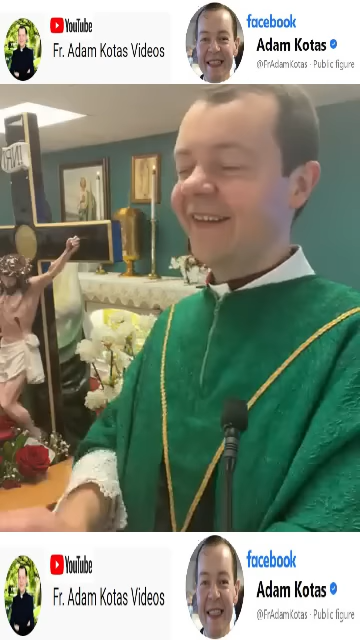 YouTube
Fr. Adam Kotas Videos
facebook
Adam Kotas
@FrAdamKotas · Public figure
INRI
YouTube
Fr. Adam Kotas Videos
facebook
Adam Kotas
@FrAdamKotas · Public figure